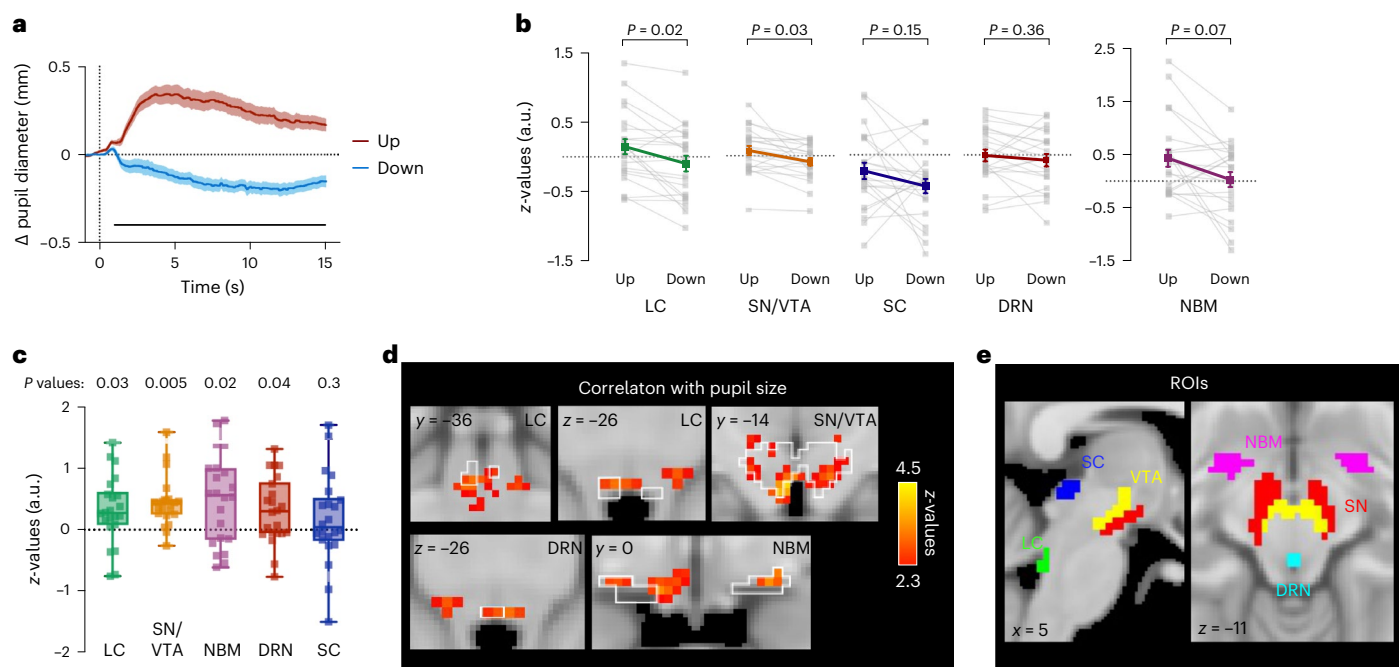 a
Δ pupil diameter (mm)
0.5
0
−0.5
0 5 10 15
Time (s)
Up
Down
b
P = 0.02 P = 0.03 P = 0.15 P = 0.36 P = 0.07
z-values (a.u.)
1.5
0.5
−0.5
−1.5
2.5
1.5
0.5
−0.5
−1.5
Up Down Up Down Up Down Up Down Up Down
LC SN/VTA SC DRN NBM
c
P values: 0.03 0.005 0.02 0.04 0.3
z-values (a.u.)
2
1
0
−1
−2
LC SN/VTA NBM DRN SC
d
Correlaton with pupil size
y = −36 LC
z = −26 LC
y = −14 SN/VTA
z = −26 DRN
y = 0 NBM
4.5
z-values
2.3
e
ROIs
SC
VTA
LC
x = 5
NBM
SN
DRN
z = −11